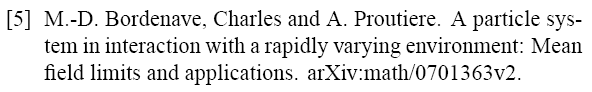 [5] M.-D. Bordenave, Charles and A. Proutiere. A particle sys-
tem in interaction with a rapidly varying environment: Mean
field limits and applications. arXiv:math/0701363v2.